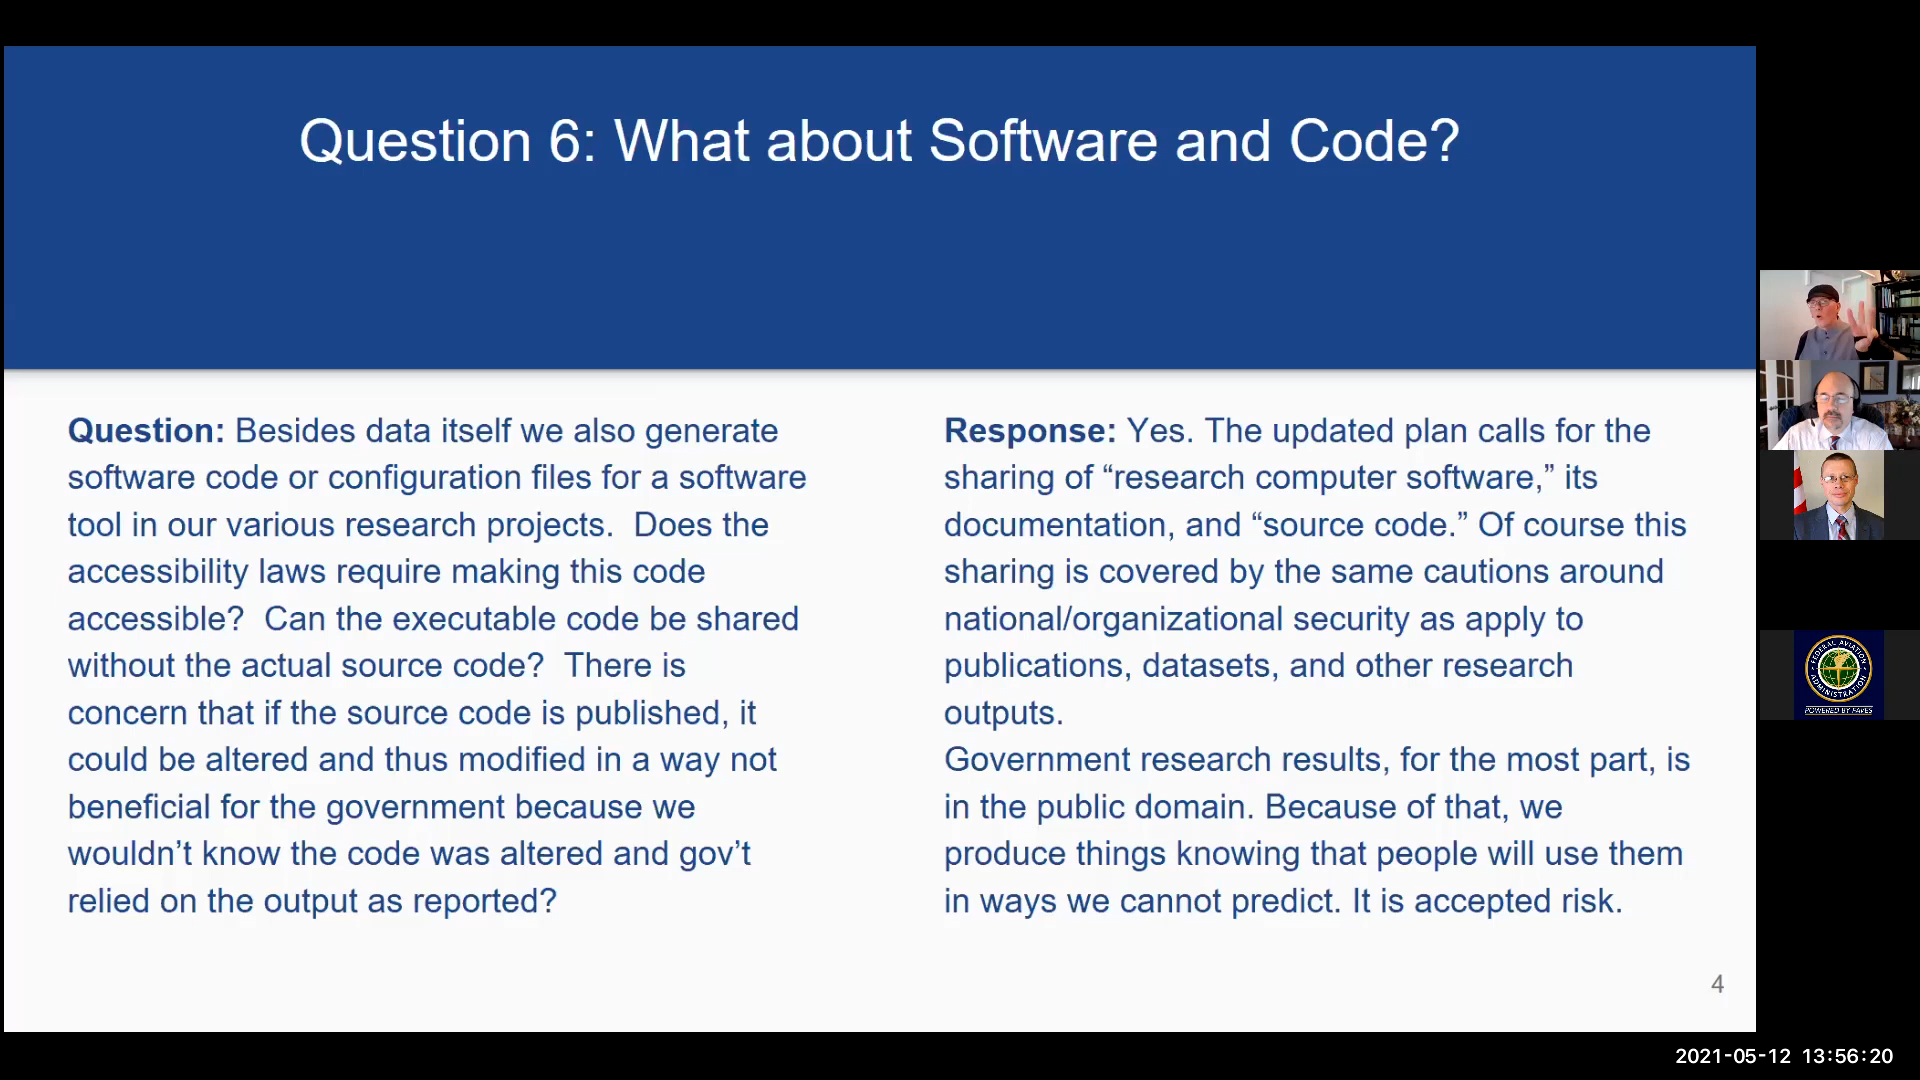 Question 6: What about Software and Code?
Question: Besides data itself we also generate
software code or configuration files for a software
tool in our various research projects.  Does the
accessibility laws require making this code
accessible?  Can the executable code be shared
without the actual source code?  There is
concern that if the source code is published, it
could be altered and thus modified in a way not
beneficial for the government because we
wouldn’t know the code was altered and gov’t
relied on the output as reported?
Response: Yes. The updated plan calls for the
sharing of “research computer software,” its
documentation, and “source code.” Of course this
sharing is covered by the same cautions around
national/organizational security as apply to
publications, datasets, and other research
outputs.
Government research results, for the most part, is
in the public domain. Because of that, we
produce things knowing that people will use them
in ways we cannot predict. It is accepted risk.
4
FEDERAL AVIATION
ADMINISTRATION
POWERED BY PAVES
2021-05-12 13:56:20